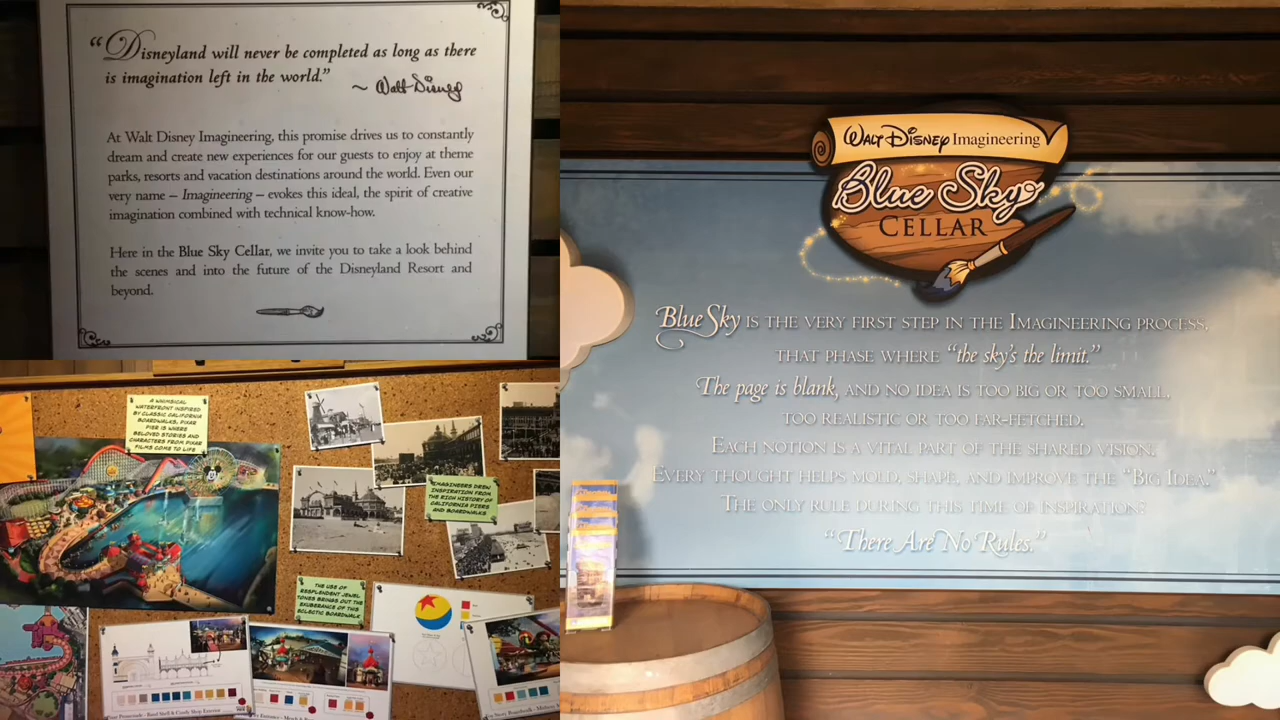 “Disneyland will never be completed as long as there
is imagination left in the world.”
~ Walt Disney
At Walt Disney Imagineering, this promise drives us to constantly
dream and create new experiences for our guests to enjoy at theme
parks, resorts and vacation destinations around the world. Even our
very name – Imagineering – evokes this ideal, the spirit of creative
imagination combined with technical know-how.
Here in the Blue Sky Cellar, we invite you to take a look behind
the scenes and into the future of the Disneyland Resort and
beyond.
A WHIMSICAL
WATERFRONT INSPIRED
BY CLASSIC CALIFORNIA
BOARDWALKS, PIXAR
PIER IS WHERE
BELOVED STORIES AND
CHARACTERS FROM PIXAR
FILMS COME TO LIFE
IMAGINEERS DREW
INSPIRATION FROM
THE RICH HISTORY OF
CALIFORNIA PIERS
AND BOARDWALKS
THE USE OF
RESPLENDENT JEWEL
TONES BRINGS OUT THE
EXUBERANCE OF THIS
ECLECTIC BOARDWALK
Promenade - Band Shell & Candy Shop Exterior
WALT DISNEY Imagineering
Blue Sky
CELLAR
Blue Sky IS THE VERY FIRST STEP IN THE IMAGINEERING PROCESS,
THAT PHASE WHERE “the sky’s the limit.”
The page is blank, AND NO IDEA IS TOO BIG OR TOO SMALL,
TOO REALISTIC OR TOO FAR-FETCHED.
EACH NOTION IS A VITAL PART OF THE SHARED VISION.
EVERY THOUGHT HELPS MOLD, SHAPE, AND IMPROVE THE “BIG IDEA.”
THE ONLY RULE DURING THIS TIME OF INSPIRATION?
“There Are No Rules.”